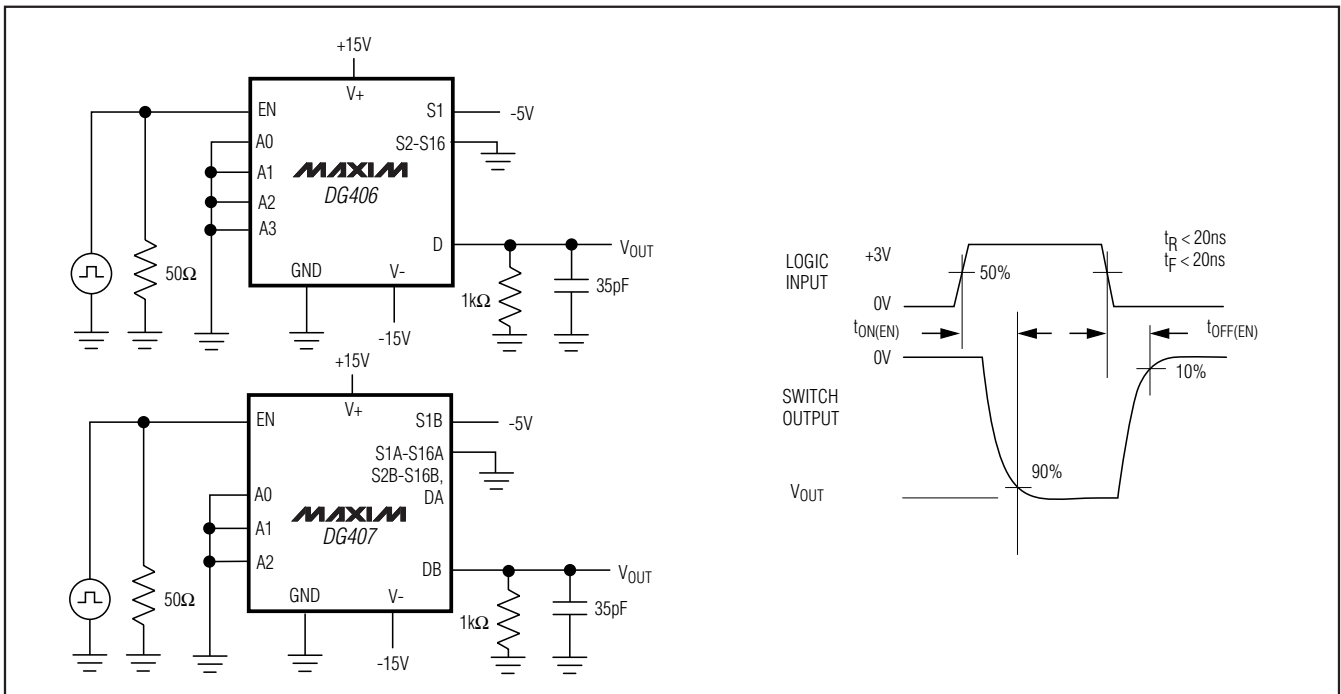 +15V
V+
EN
S1
-5V
A0
S2-S16
A1
MAXIM
DG406
A2
A3
D
VOUT
50Ω
GND
V-
1kΩ
35pF
-15V
+15V
V+
EN
S1B
-5V
S1A-S16A
S2B-S16B,
DA
A0
MAXIM
A1
DG407
A2
DB
VOUT
50Ω
GND
V-
1kΩ
35pF
-15V
LOGIC
INPUT
+3V
50%
0V
tR < 20ns
tF < 20ns
tON(EN)
tOFF(EN)
0V
10%
SWITCH
OUTPUT
90%
VOUT